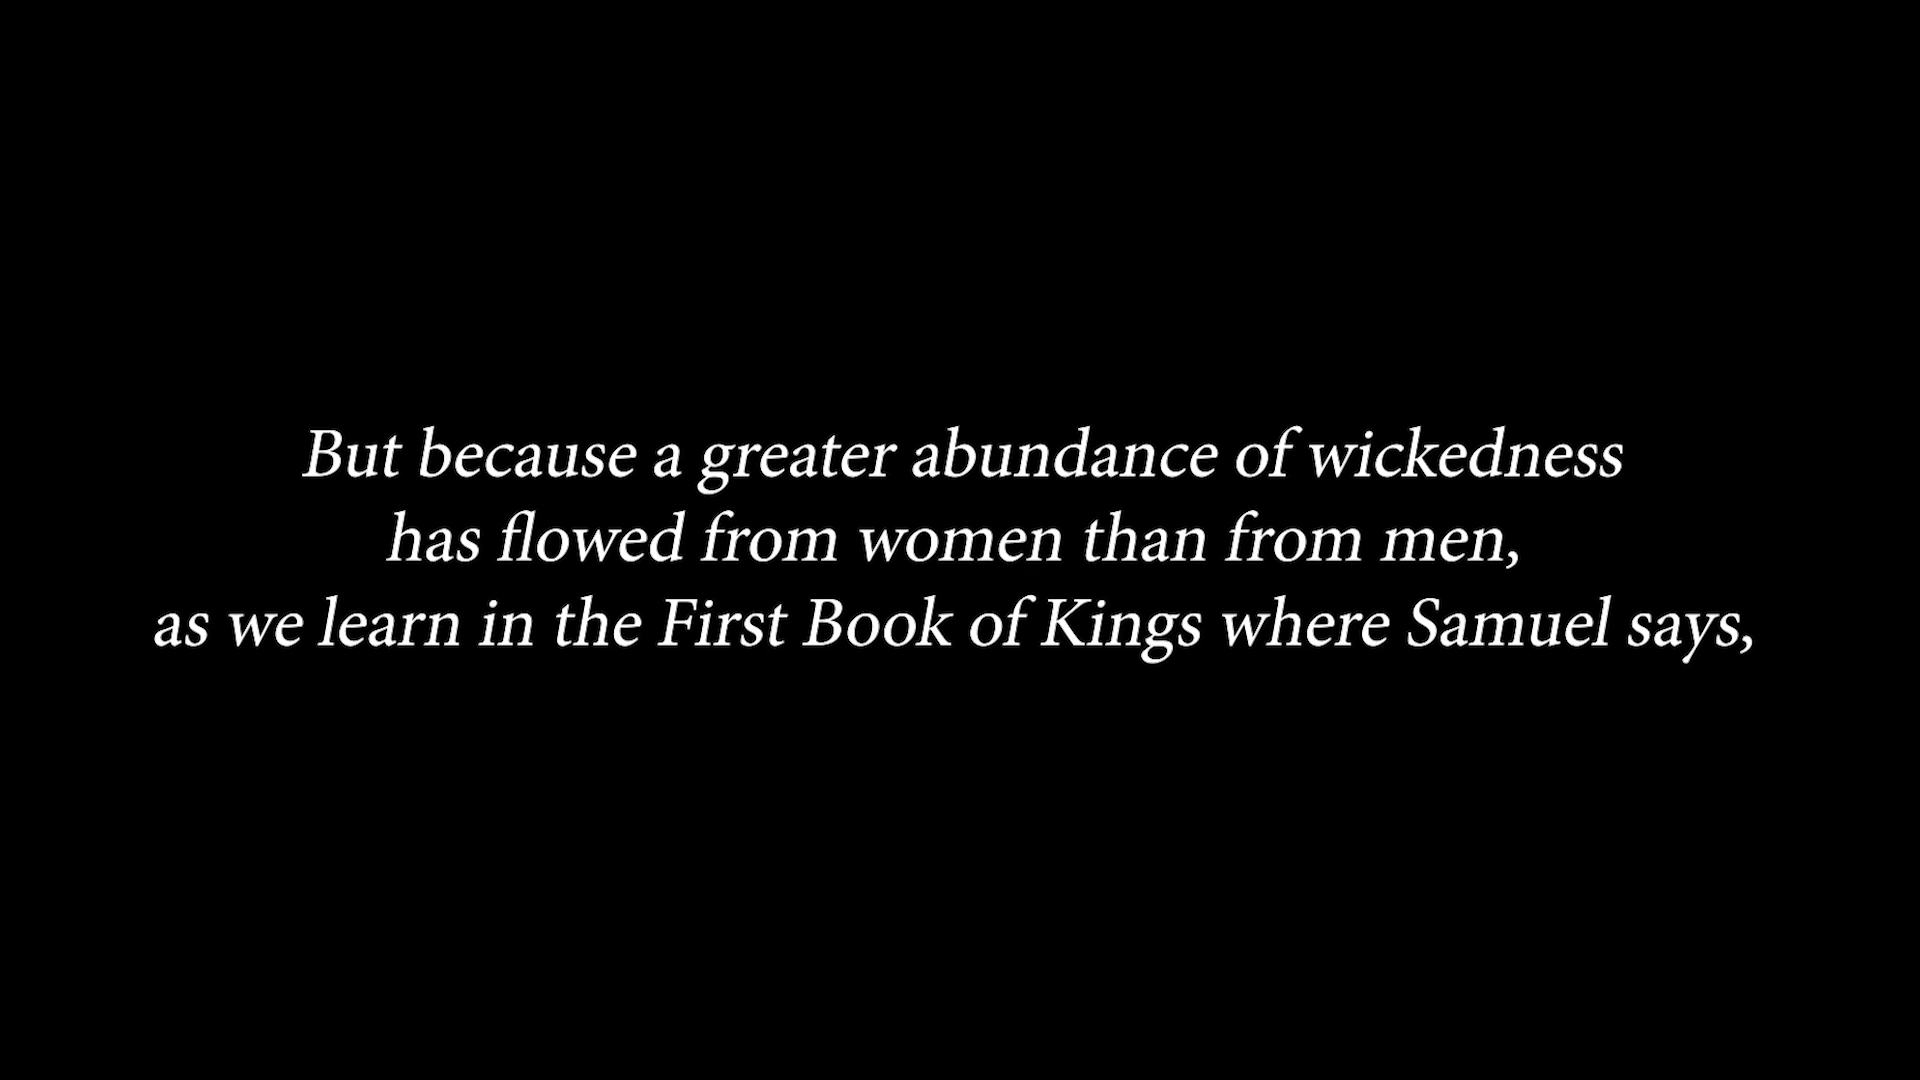 But because a greater abundance of wickedness
has flowed from women than from men,
as we learn in the First Book of Kings where Samuel says,